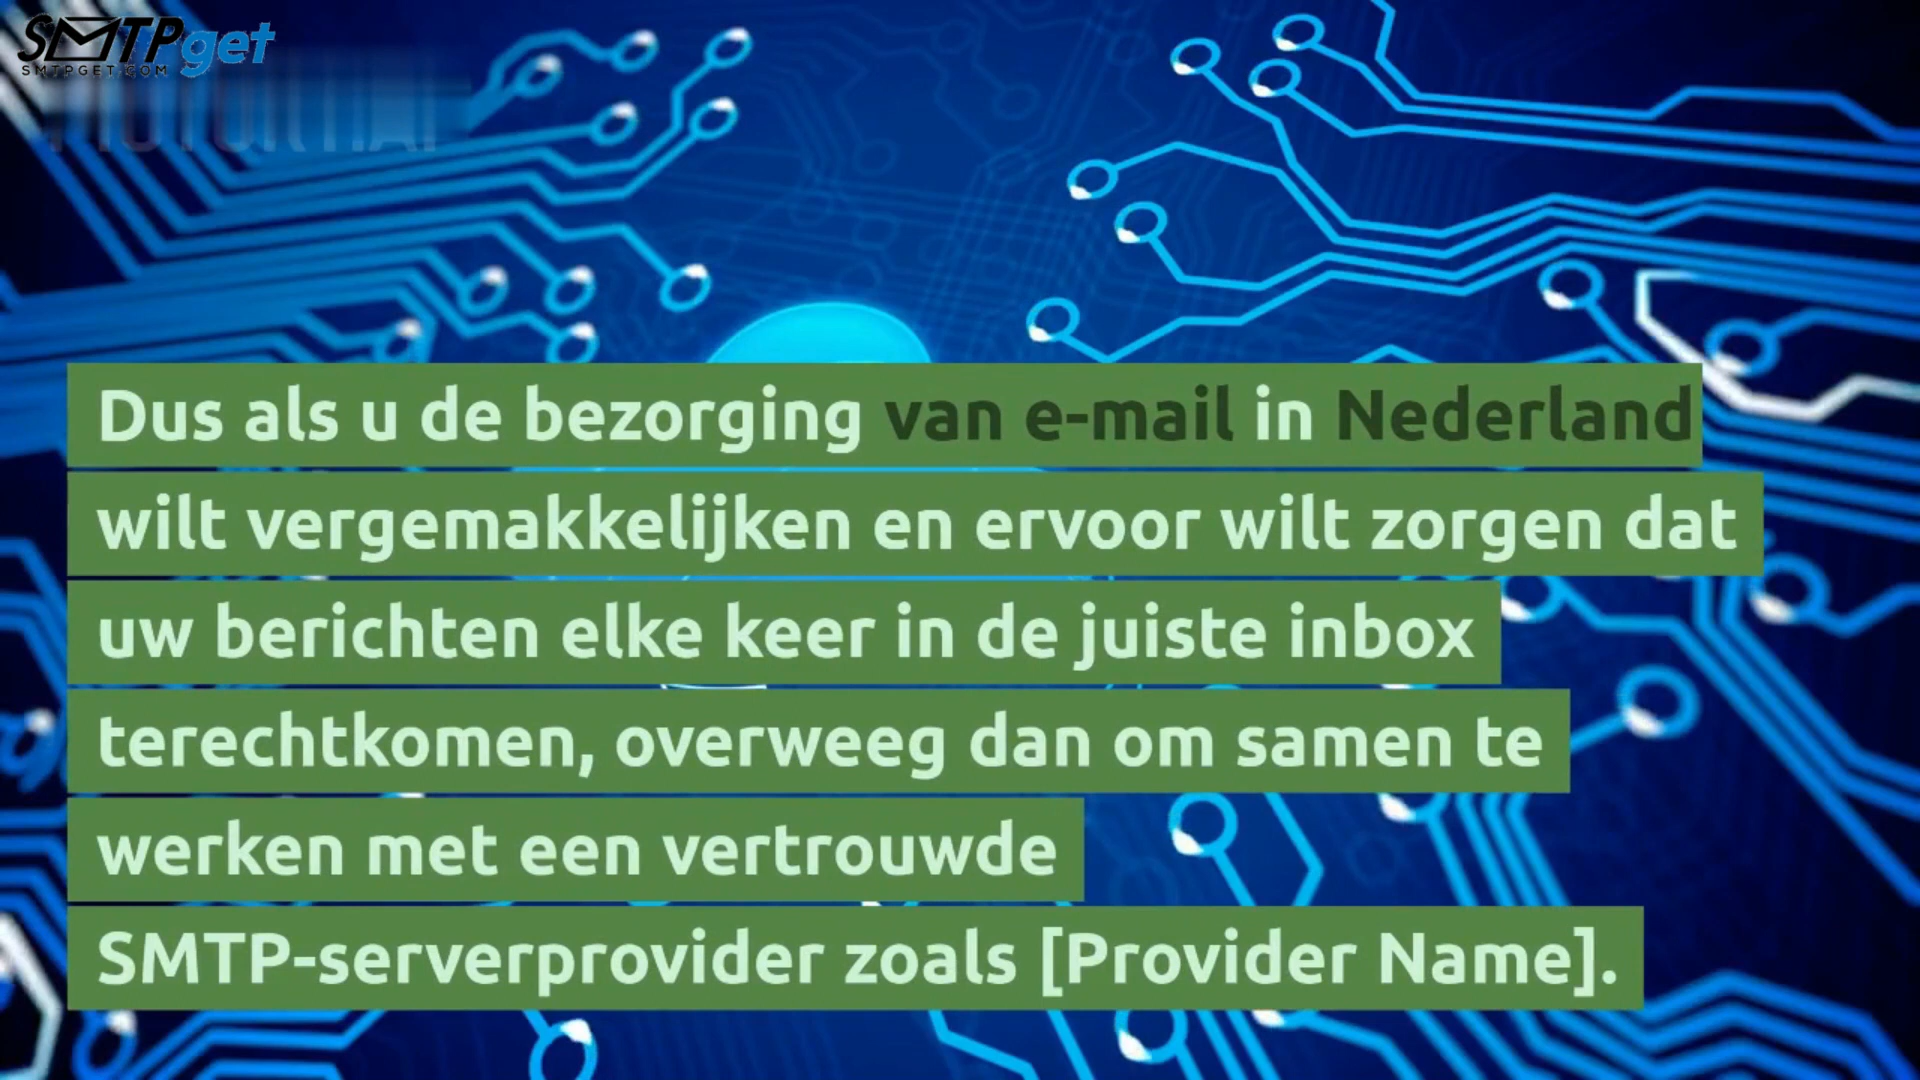 SMTPget
SMTPGET.COM
Dus als u de bezorging van e-mail in Nederland
wilt vergemakkelijken en ervoor wilt zorgen dat
uw berichten elke keer in de juiste inbox
terechtkomen, overweeg dan om samen te
werken met een vertrouwde
SMTP-serverprovider zoals [Provider Name].